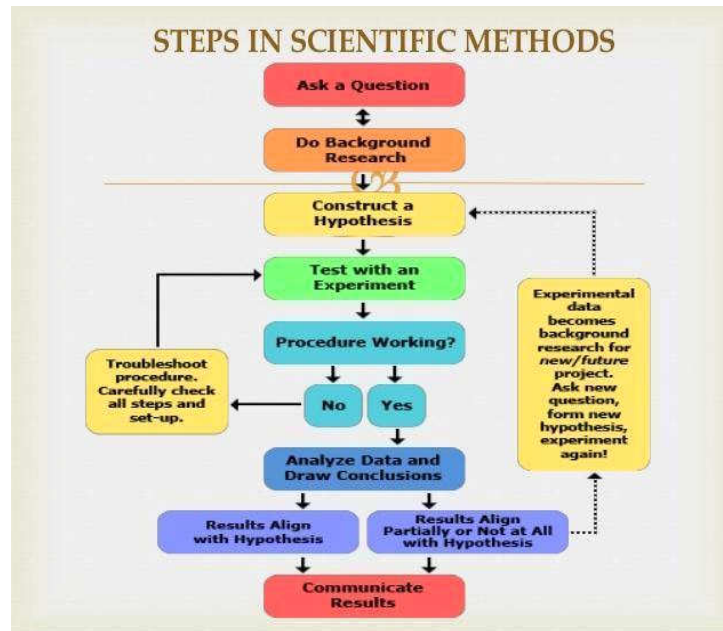 STEPS IN SCIENTIFIC METHODS
Ask a Question
Do Background
Research
Construct a
Hypothesis
Test with an
Experiment
Procedure Working?
No
Yes
Troubleshoot
procedure.
Carefully check
all steps and
set-up.
Analyze Data and
Draw Conclusions
Results Align
with Hypothesis
Results Align
Partially or Not at All
with Hypothesis
Experimental
data
becomes
background
research for
new/future
project.
Ask new
question,
form new
hypothesis,
experiment
again!
Communicate
Results